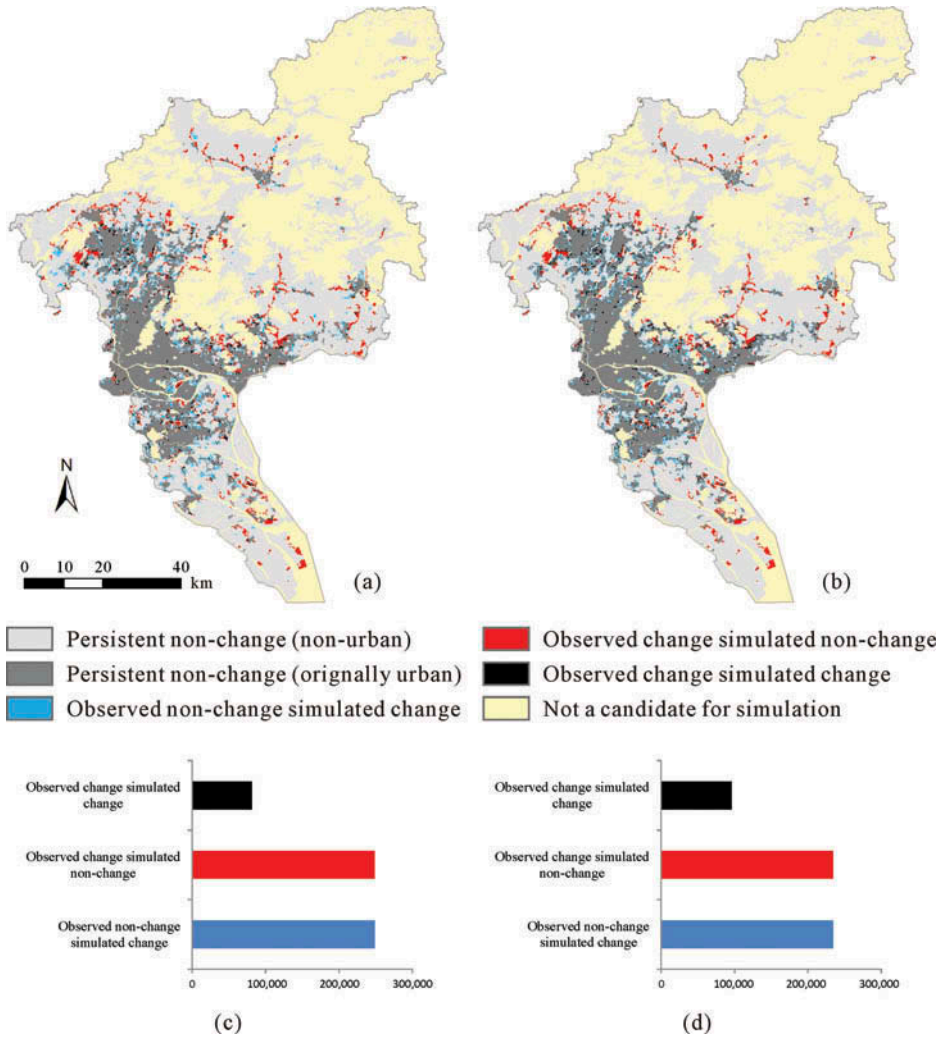 N
0 10 20 40
km
(a)
(b)
Persistent non-change (non-urban)
Persistent non-change (orignally urban)
Observed non-change simulated change
Observed change simulated non-change
Observed change simulated change
Not a candidate for simulation
Observed change simulated
change
Observed change simulated
non-change
Observed non-change
simulated change
0 100,000 200,000 300,000
(c)
Observed change simulated
change
Observed change simulated
non-change
Observed non-change
simulated change
0 100,000 200,000 300,000
(d)